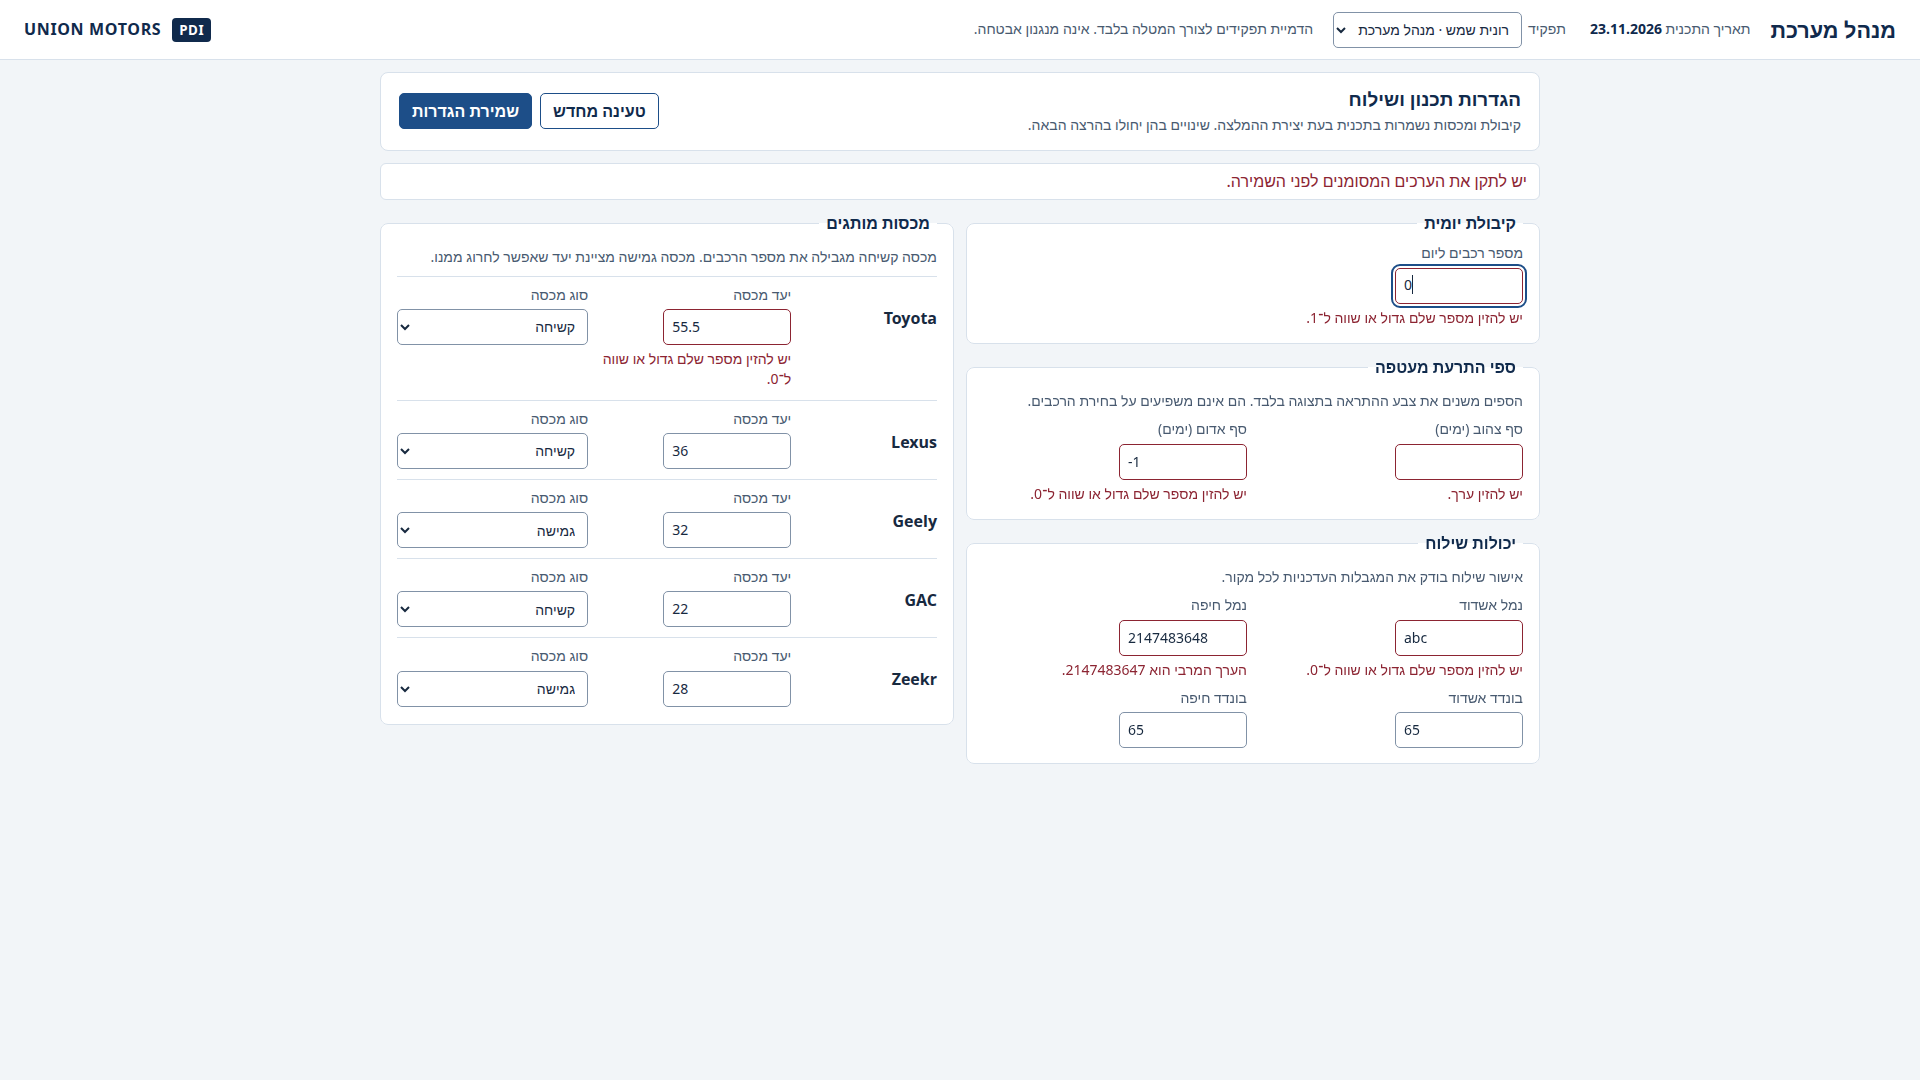 מנהל מערכת
תאריך התכנית 23.11.2026
תפקיד
רונית שמש · מנהל מערכת
הדמיית תפקידים לצורך המטלה בלבד. אינה מנגנון אבטחה.
PDI
UNION MOTORS
הגדרות תכנון ושילוח
קיבולת ומכסות נשמרות בתכנית בעת יצירת ההמלצה. שינויים בהן יחולו בהרצה הבאה.
טעינה מחדש
שמירת הגדרות
יש לתקן את הערכים המסומנים לפני השמירה.
קיבולת יומית
מספר רכבים ליום
0
יש להזין מספר שלם גדול או שווה ל־1.
ספי התרעת מעטפה
הספים משנים את צבע ההתראה בתצוגה בלבד. הם אינם משפיעים על בחירת הרכבים.
סף צהוב (ימים)
יש להזין ערך.
סף אדום (ימים)
-1
יש להזין מספר שלם גדול או שווה ל־0.
יכולות שילוח
אישור שילוח בודק את המגבלות העדכניות לכל מקור.
נמל אשדוד
abc
יש להזין מספר שלם גדול או שווה ל־0.
נמל חיפה
2147483648
הערך המרבי הוא 2147483647.
בונדד אשדוד
65
בונדד חיפה
65
מכסות מותגים
מכסה קשיחה מגבילה את מספר הרכבים. מכסה גמישה מציינת יעד שאפשר לחרוג ממנו.
Toyota
יעד מכסה
55.5
יש להזין מספר שלם גדול או שווה
ל־0.
סוג מכסה
קשיחה
Lexus
יעד מכסה
36
סוג מכסה
קשיחה
Geely
יעד מכסה
32
סוג מכסה
גמישה
GAC
יעד מכסה
22
סוג מכסה
קשיחה
Zeekr
יעד מכסה
28
סוג מכסה
גמישה